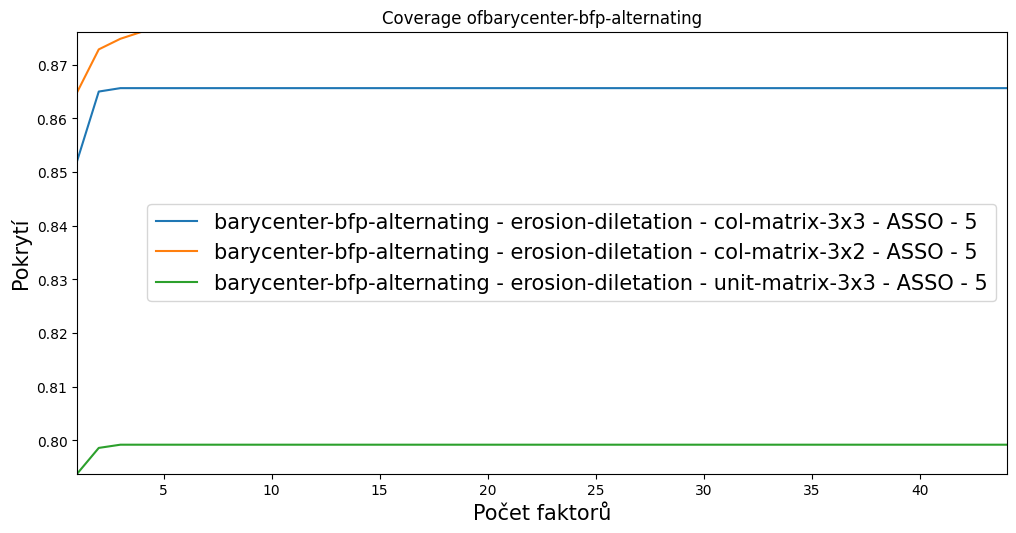 Coverage ofbarycenter-bfp-alternating
Pokrytí
0.87
0.86
0.85
0.84
0.83
0.82
0.81
0.80
barycenter-bfp-alternating - erosion-diletation - col-matrix-3x3 - ASSO - 5
barycenter-bfp-alternating - erosion-diletation - col-matrix-3x2 - ASSO - 5
barycenter-bfp-alternating - erosion-diletation - unit-matrix-3x3 - ASSO - 5
5 10 15 20 25 30 35 40
Počet faktorů